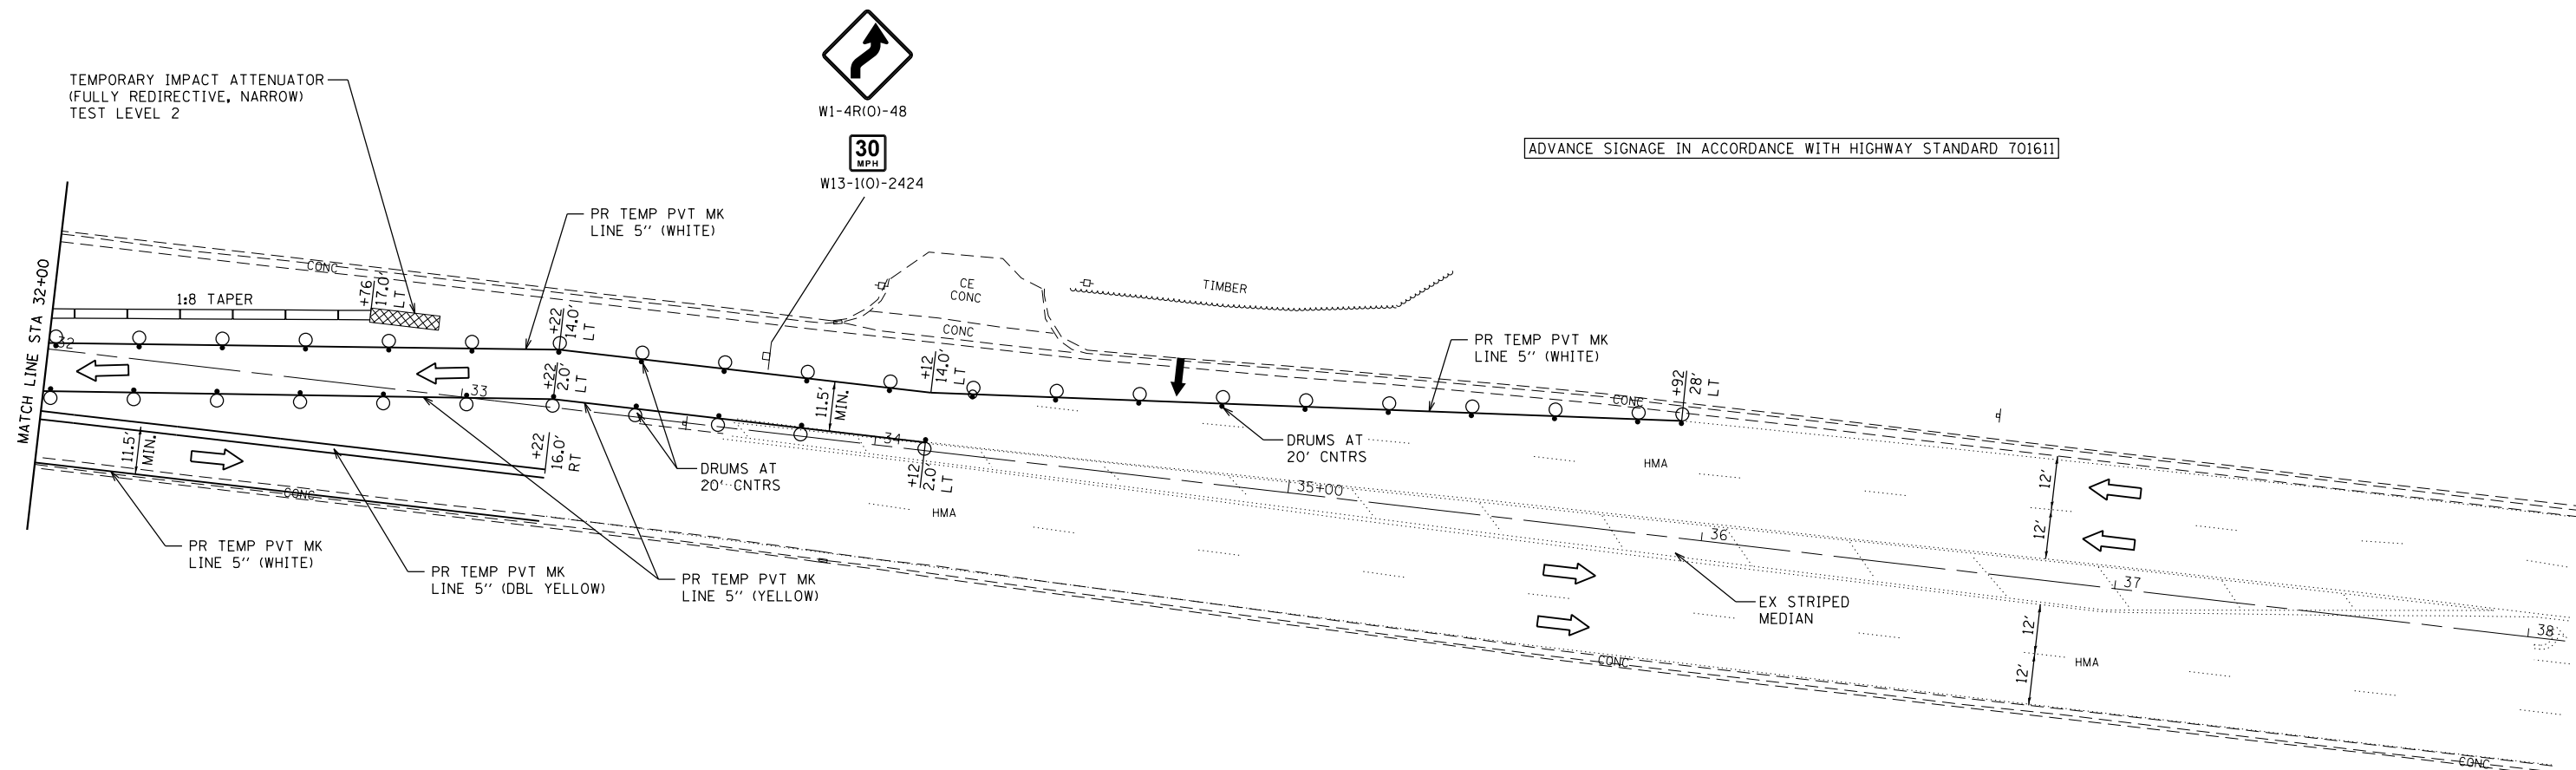 TEMPORARY IMPACT ATTENUATOR
(FULLY REDIRECTIVE, NARROW)
TEST LEVEL 2
W1-4R(O)-48
30
MPH
W13-1(O)-2424
ADVANCE SIGNAGE IN ACCORDANCE WITH HIGHWAY STANDARD 701611
PR TEMP PVT MK
LINE 5'' (WHITE)
MATCH LINE STA 32+00
CONC
1:8 TAPER
+76
17.0'
LT
+22
14.0'
LT
CE
CONC
CONC
TIMBER
PR TEMP PVT MK
LINE 5'' (WHITE)
32
33
+22
2.0'
LT
+12
14.0'
LT
11.5'
MIN.
+92
28'
LT
CONC
11.5'
MIN.
+22
16.0'
RT
34
+12
2.0'
LT
DRUMS AT
20' CNTRS
DRUMS AT
20' CNTRS
HMA
HMA
35+00
36
37
38
12'
12'
12'
12'
CONC
PR TEMP PVT MK
LINE 5'' (WHITE)
PR TEMP PVT MK
LINE 5'' (DBL YELLOW)
PR TEMP PVT MK
LINE 5'' (YELLOW)
EX STRIPED
MEDIAN
CONC
HMA
CONC